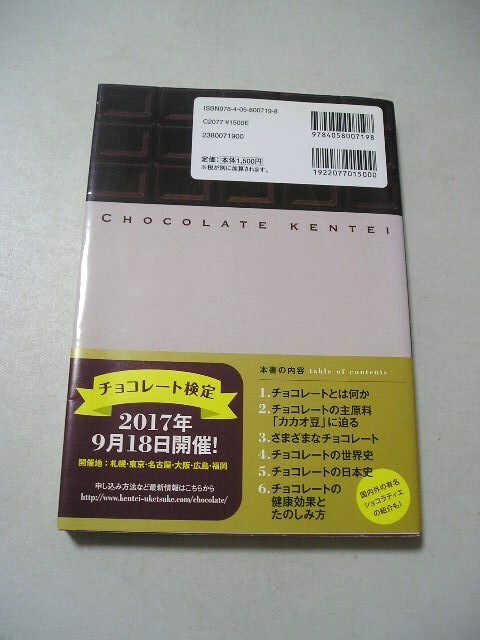 ISBN978-4-05-800719-8
C2077 ¥1500E
2380071900
定価：本体1,500円
※税が別に加算されます。
9784058007198
1922077015000
CHOCOLATE KENTEI
チョコレート検定
2017年
9月18日開催!
開催地：札幌・東京・名古屋・大阪・広島・福岡
申し込み方法など最新情報はこちらから
http://www.kentei-uketsuke.com/chocolate/
本書の内容 table of contents
1.チョコレートとは何か
2.チョコレートの主原料
「カカオ豆」に迫る
3.さまざまなチョコレート
4.チョコレートの世界史
5.チョコレートの日本史
6.チョコレートの
健康効果と
たのしみ方
国内外の有名
ショコラティエ
の紹介も!